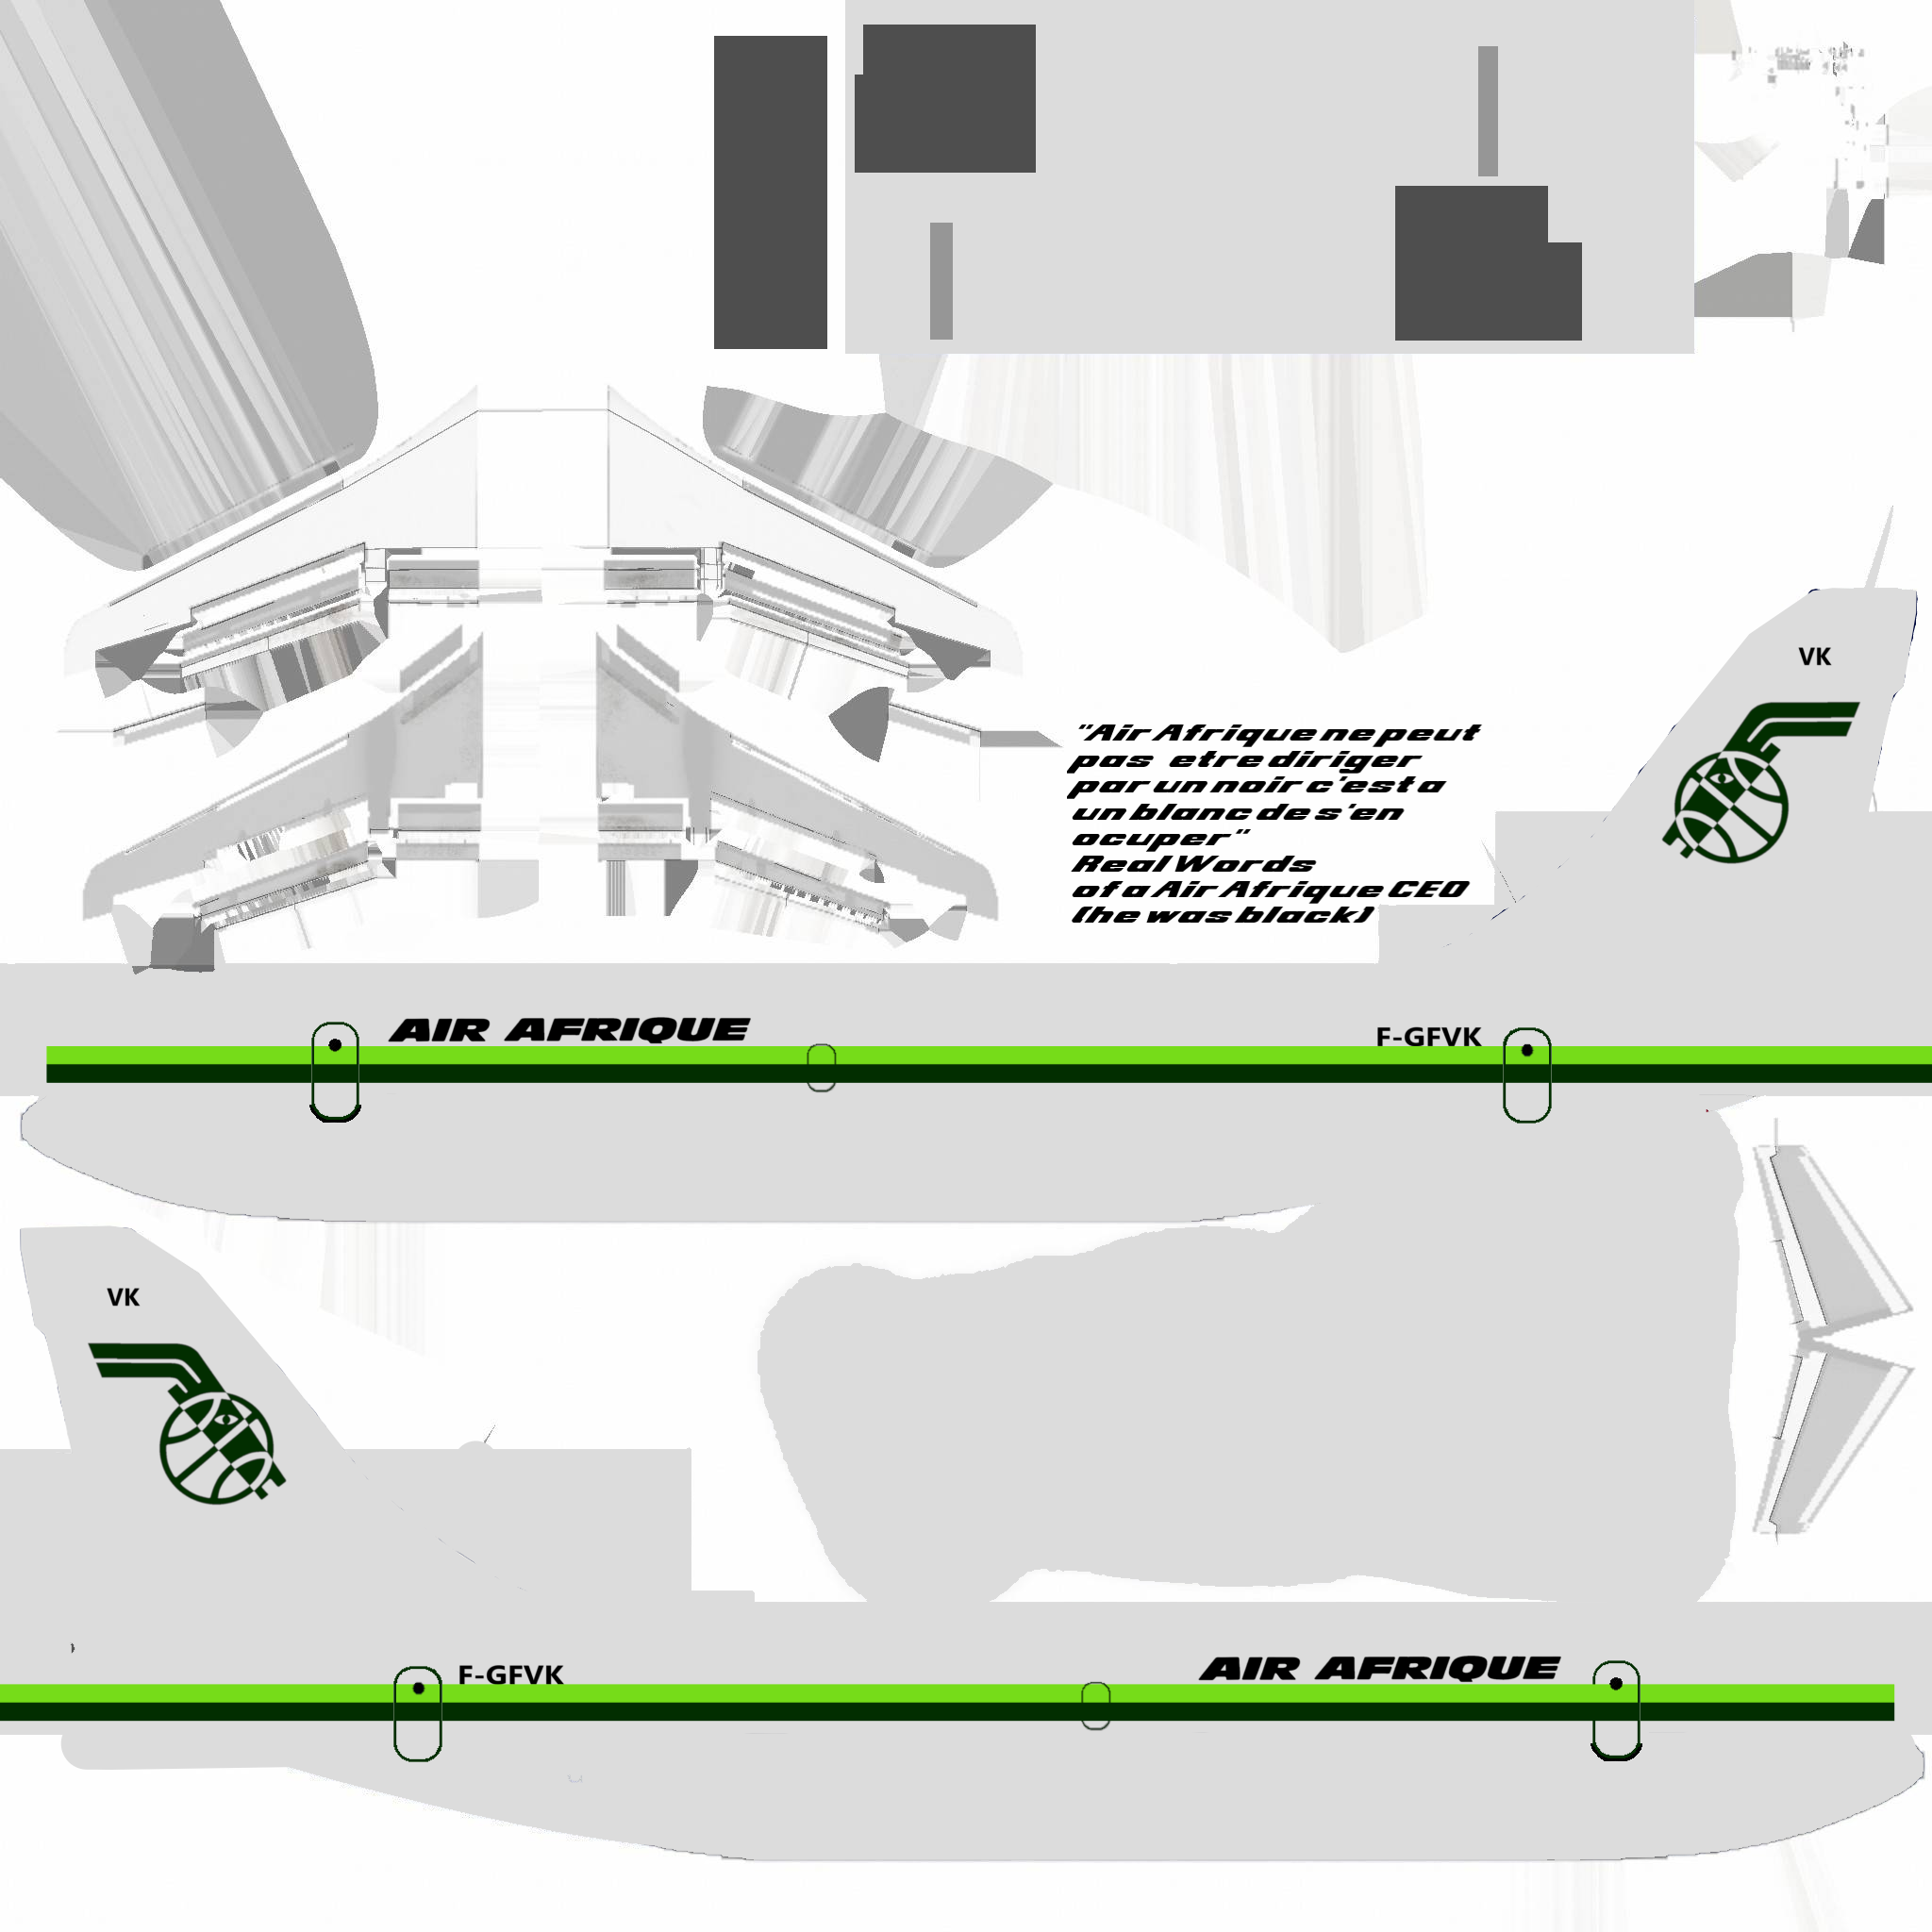 VK
"Air Afrique ne peut
pas etre diriger
par un noir c'est a
un blanc de s'en
ocuper"
Real Words
of a Air Afrique CEO
(he was black)
AIR AFRIQUE
F-GFVK
VK
F-GFVK
AIR AFRIQUE